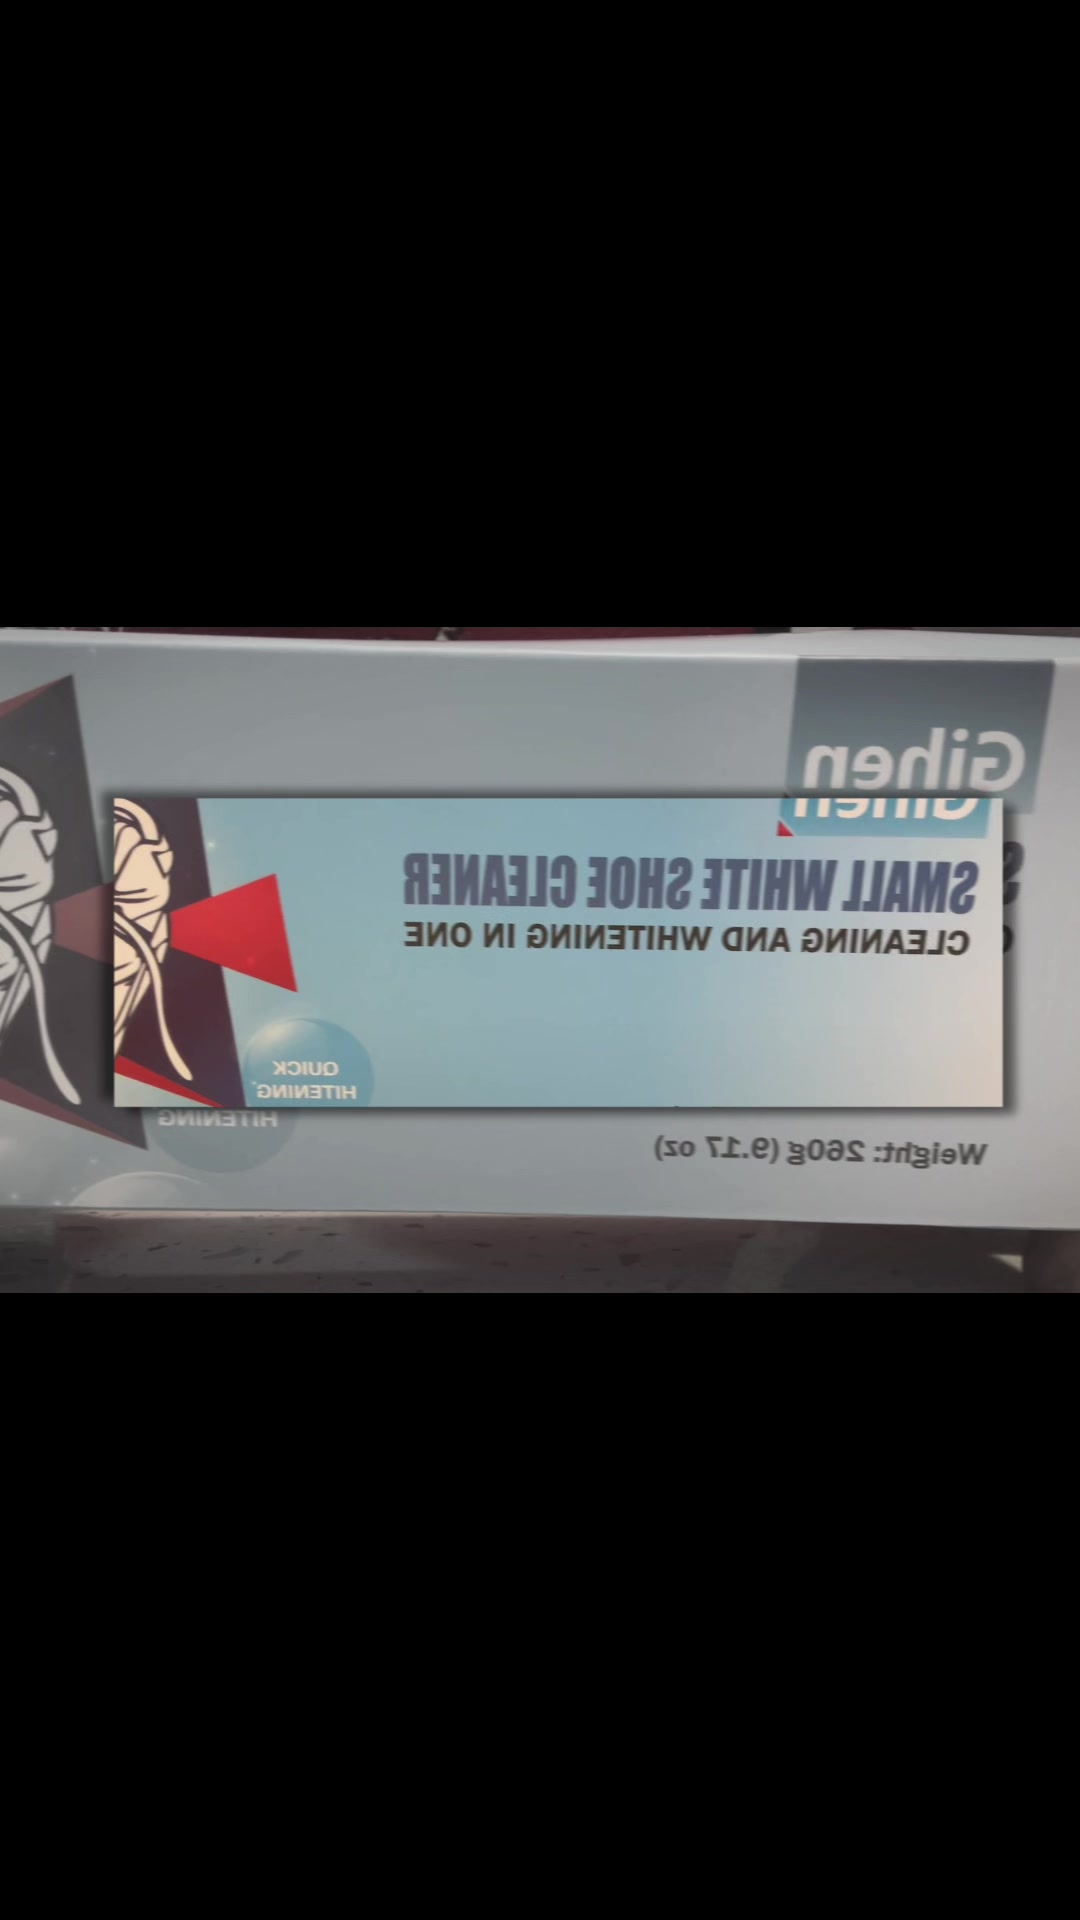 Gihen
Gihen
SMALL WHITE SHOE CLEANER
CLEANING AND WHITENING IN ONE
QUICK
HITENING
HITENING
Weight: 260g (9.17 oz)